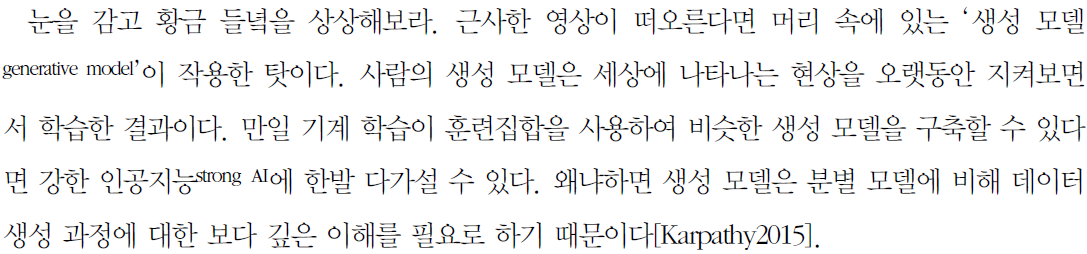 눈을 감고 황금 들녘을 상상해보라. 근사한 영상이 떠오른다면 머리 속에 있는 ‘생성 모델
generative model’이 작용한 탓이다. 사람의 생성 모델은 세상에 나타나는 현상을 오랫동안 지켜보면
서 학습한 결과이다. 만일 기계 학습이 훈련집합을 사용하여 비슷한 생성 모델을 구축할 수 있다
면 강한 인공지능strong AI에 한발 다가설 수 있다. 왜냐하면 생성 모델은 분별 모델에 비해 데이터
생성 과정에 대한 보다 깊은 이해를 필요로 하기 때문이다[Karpathy2015].